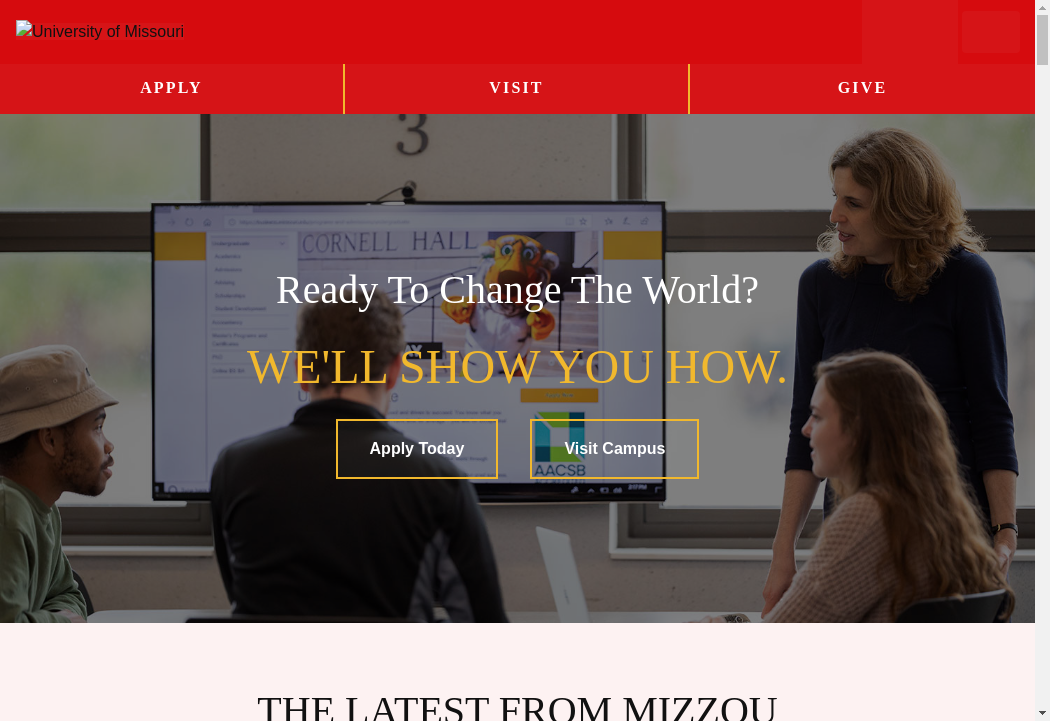 University of Missouri
APPLY
VISIT
GIVE
3
CORNELL HALL
Ready To Change The World?
WE'LL SHOW YOU HOW.
Apply Today
Visit Campus
AACSB
THE LATEST FROM MIZZOU